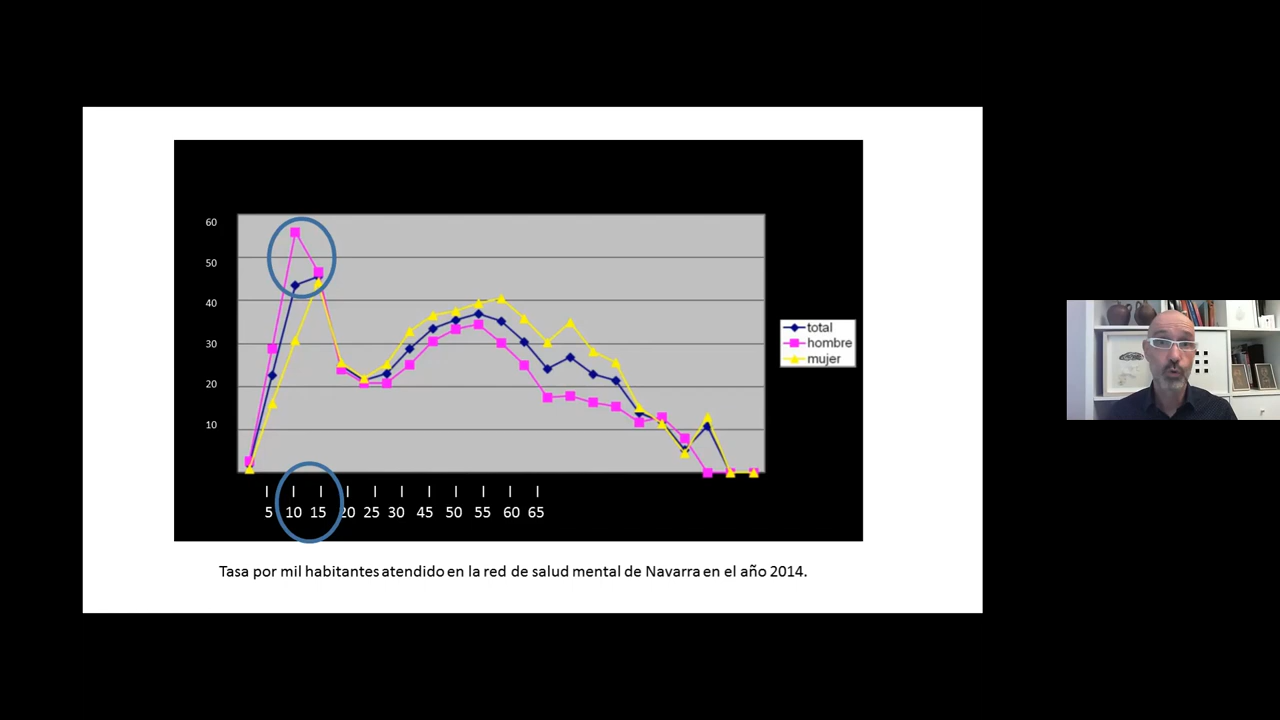 60
50
40
30
20
10
total
hombre
mujer
5 10 15 20 25 30 45 50 55 60 65
Tasa por mil habitantes atendido en la red de salud mental de Navarra en el año 2014.